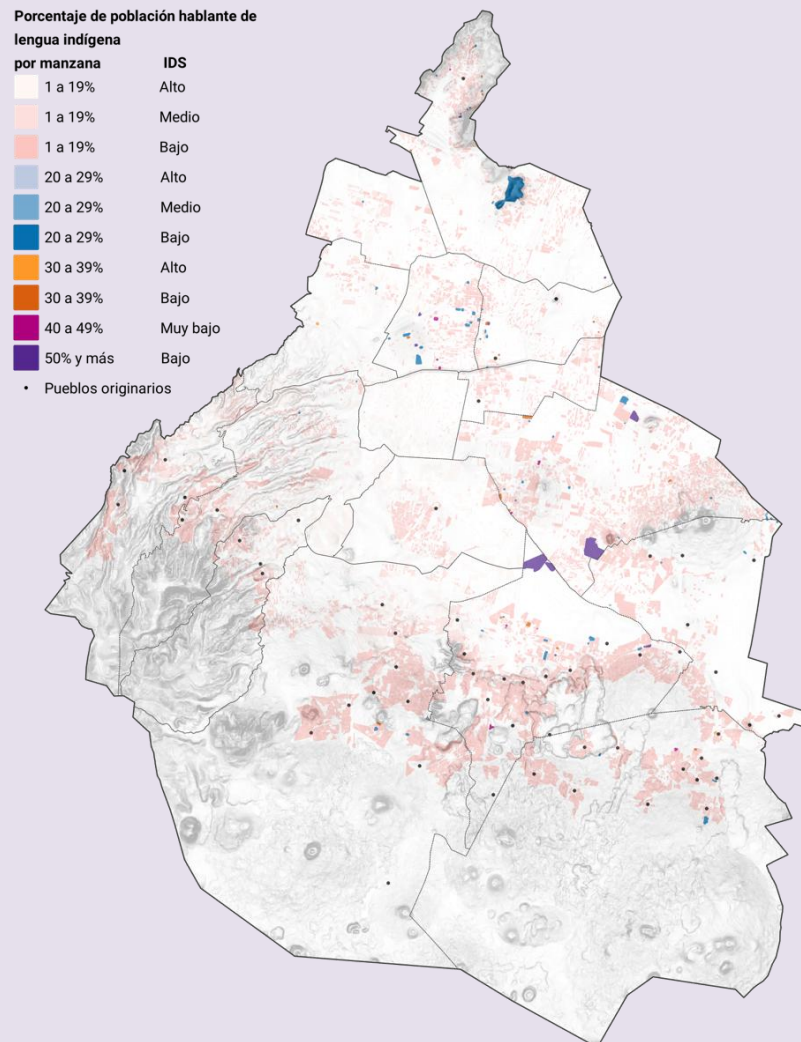 Porcentaje de población hablante de
lengua indígena
por manzana IDS
1 a 19% Alto
1 a 19% Medio
1 a 19% Bajo
20 a 29% Alto
20 a 29% Medio
20 a 29% Bajo
30 a 39% Alto
30 a 39% Bajo
40 a 49% Muy bajo
50% y más Bajo
Pueblos originarios